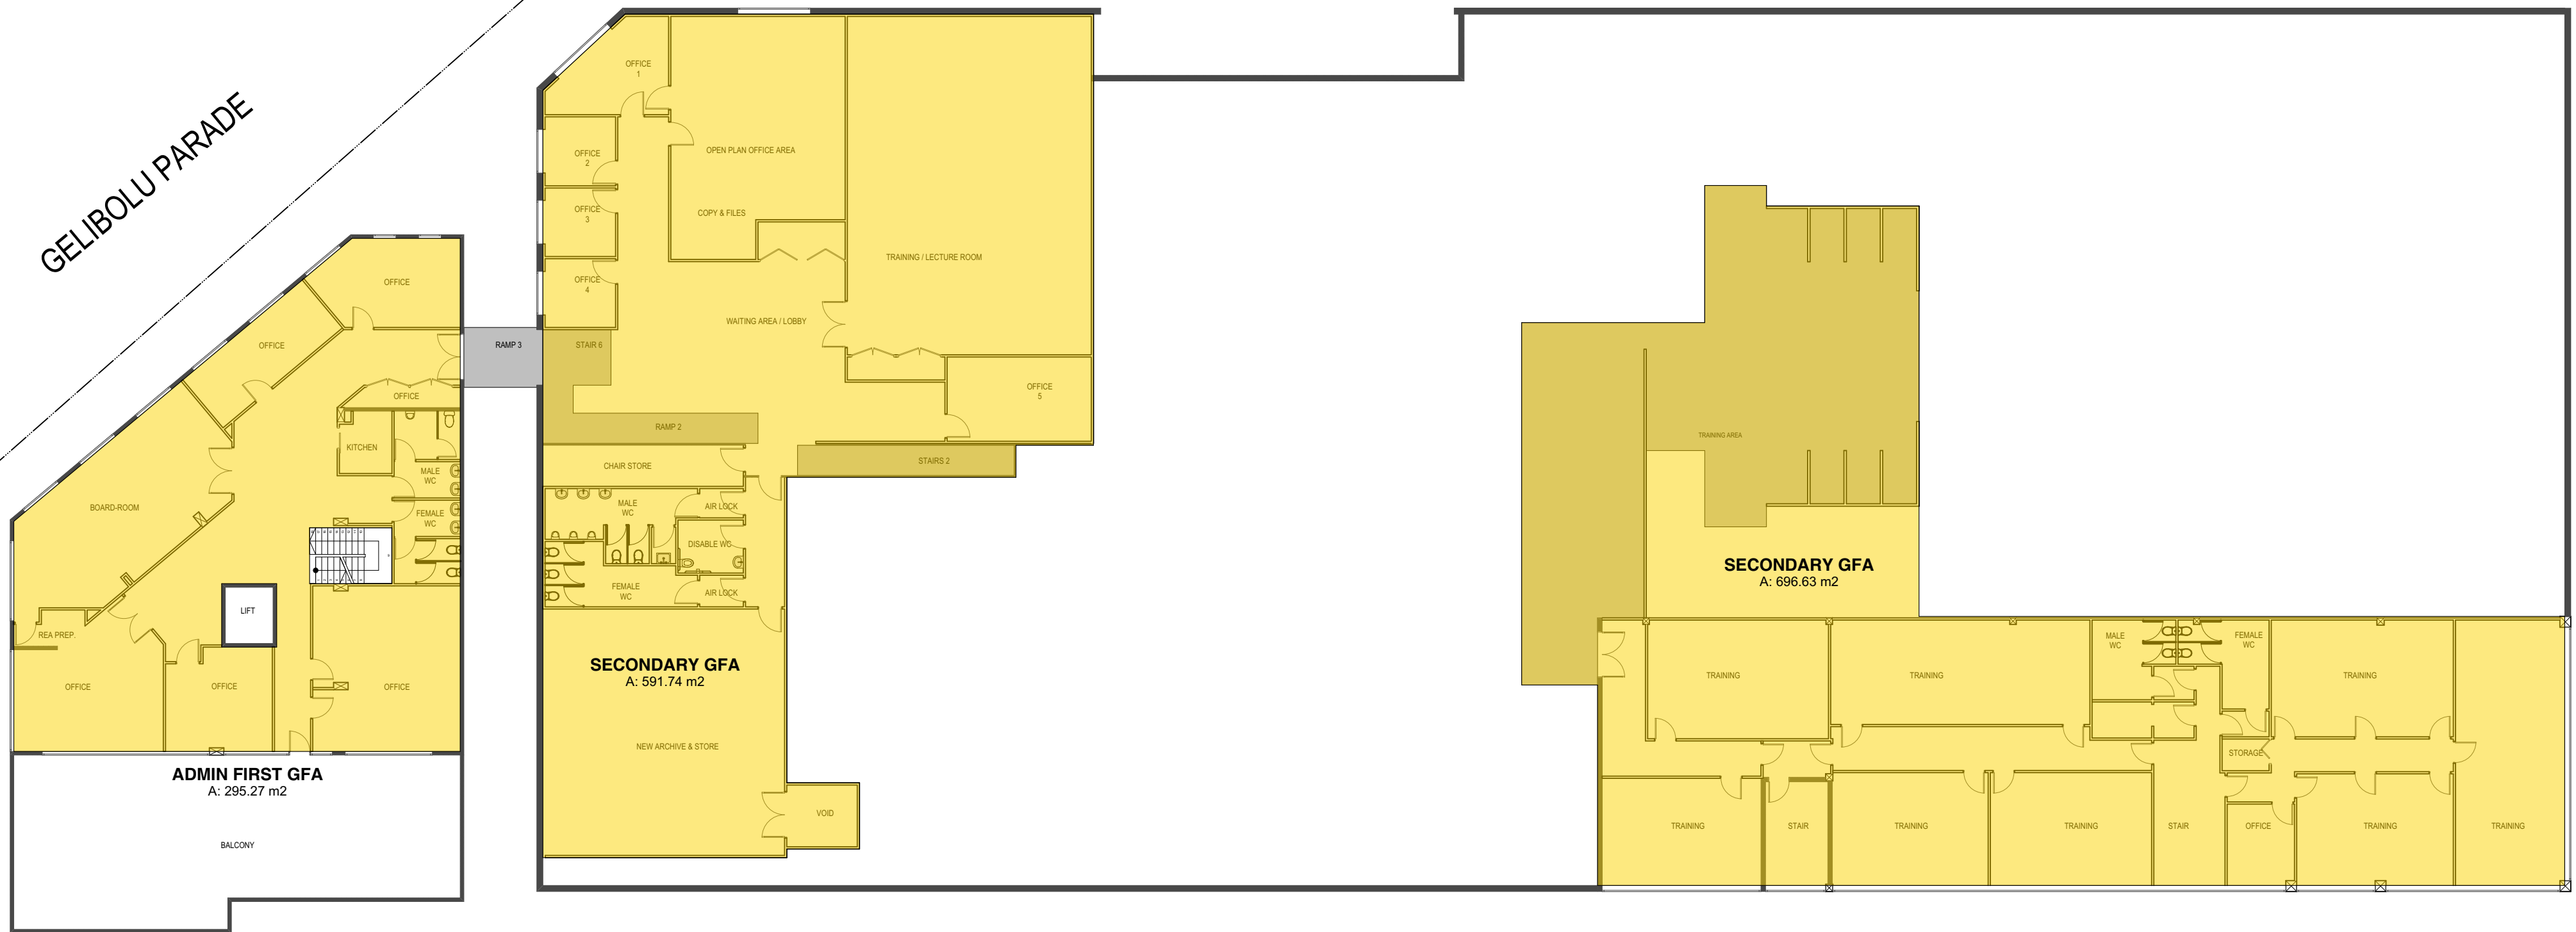 GELIBOLU PARADE
OFFICE
OFFICE
OFFICE
KITCHEN
MALE
WC
FEMALE
WC
BOARD-ROOM
LIFT
REA PREP.
OFFICE
OFFICE
OFFICE
ADMIN FIRST GFA
A: 295.27 m2
BALCONY
RAMP 3
OFFICE
1
OFFICE
2
OFFICE
3
OFFICE
4
OPEN PLAN OFFICE AREA
COPY & FILES
TRAINING / LECTURE ROOM
WAITING AREA / LOBBY
STAIR 6
OFFICE
5
RAMP 2
CHAIR STORE
STAIRS 2
MALE
WC
AIR LOCK
DISABLE WC
FEMALE
WC
AIR LOCK
SECONDARY GFA
A: 591.74 m2
NEW ARCHIVE & STORE
VOID
TRAINING AREA
SECONDARY GFA
A: 696.63 m2
TRAINING
TRAINING
MALE
WC
FEMALE
WC
TRAINING
STORAGE
TRAINING
STAIR
TRAINING
TRAINING
STAIR
OFFICE
TRAINING
TRAINING